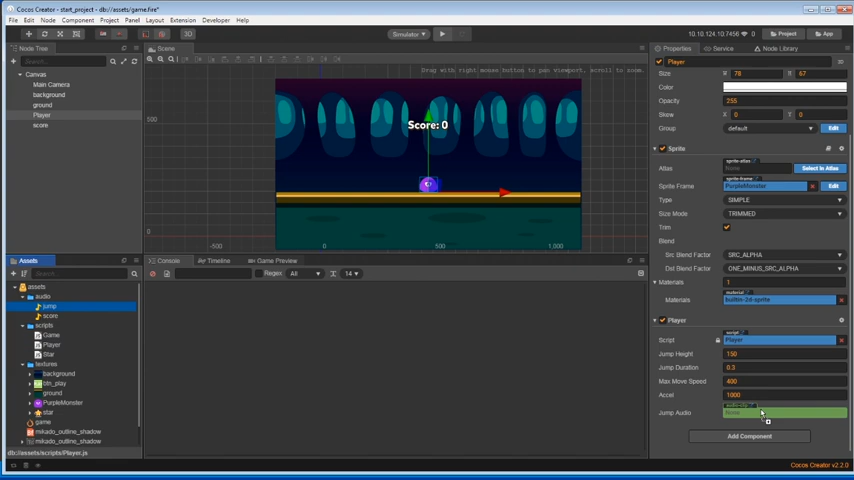 Cocos Creator - start_project - db://assets/game.fire*
File Edit Node Component Project Panel Layout Extension Developer Help
3D Simulator 10.10.124.10:7456 0 Project App
Node Tree
Search...
Canvas
Main Camera
background
ground
Player
score
Scene
Drag with right mouse button to pan viewport, scroll to zoom.
500
0
-500 0 500 1,000
Score: 0
Assets
Search...
assets
audio
jump
score
scripts
Game
Player
Star
textures
background
btn_play
ground
PurpleMonster
star
game
mikado_outline_shadow
mikado_outline_shadow
db://assets/scripts/Player.js
Console Timeline Game Preview
Regex All 14
Properties Service Node Library
Player 3D
Size W 78 H 67
Color
Opacity 255
Skew X 0 Y 0
Group default Edit
Sprite
sprite-atlas
Atlas None Select In Atlas
sprite-frame
Sprite Frame PurpleMonster Edit
Type SIMPLE
Size Mode TRIMMED
Trim
Blend
Src Blend Factor SRC_ALPHA
Dst Blend Factor ONE_MINUS_SRC_ALPHA
Materials 1
material
Materials builtin-2d-sprite
Player
script
Script Player
Jump Height 150
Jump Duration 0.3
Max Move Speed 400
Accel 1000
audio-clip
Jump Audio None
Add Component
Cocos Creator v2.2.0